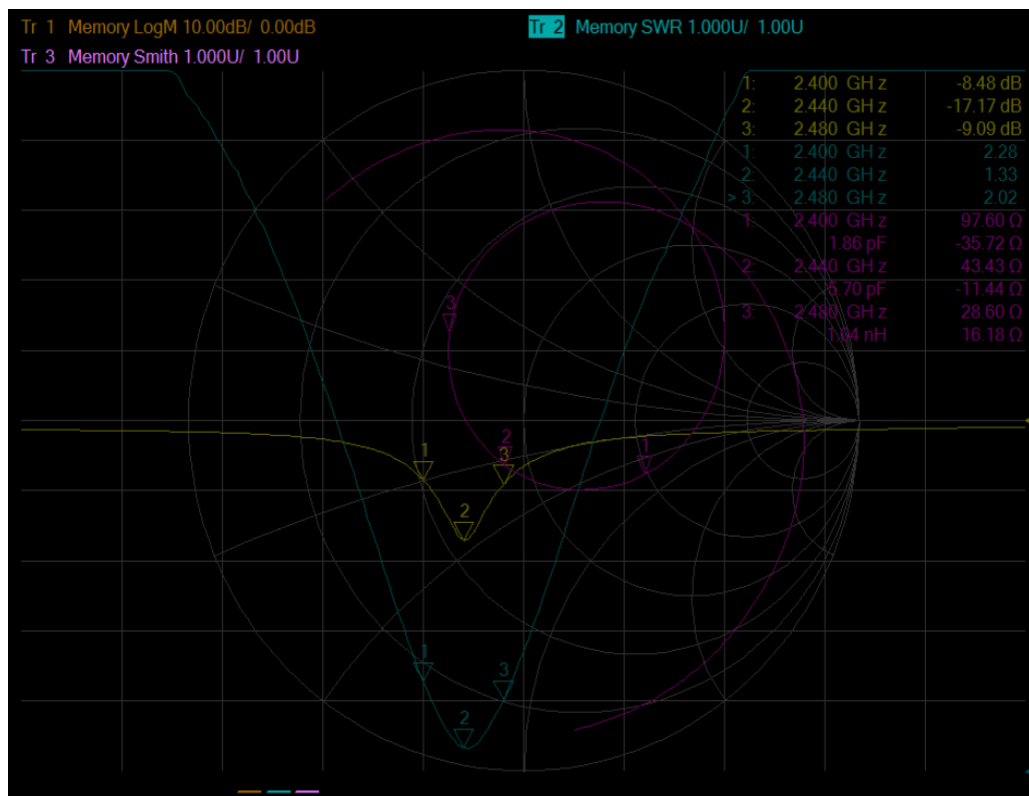 Tr 1 Memory LogM 10.00dB/ 0.00dB
Tr 2 Memory SWR 1.000U/ 1.00U
Tr 3 Memory Smith 1.000U/ 1.00U
1: 2.400 GHz -8.48 dB
2: 2.440 GHz -17.17 dB
3: 2.480 GHz -9.09 dB
1: 2.400 GHz 2.28
2: 2.440 GHz 1.33
> 3: 2.480 GHz 2.02
1: 2.400 GHz 97.60 Ω
1.86 pF -35.72 Ω
2: 2.440 GHz 43.43 Ω
5.70 pF -11.44 Ω
3: 2.480 GHz 28.60 Ω
1.04 nH 16.18 Ω
3
2
1
1
3
2
1
3
2